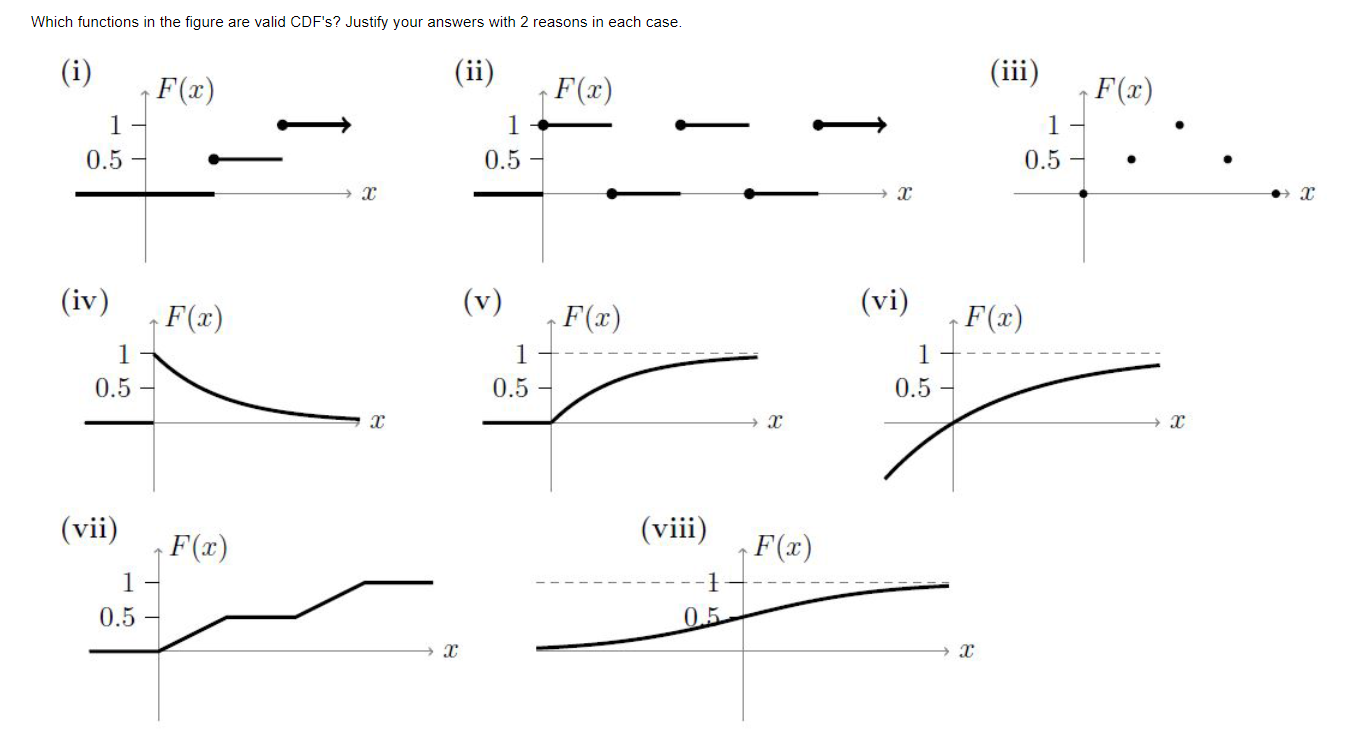 Which functions in the figure are valid CDF's? Justify your answers with 2 reasons in each case.
(i) (ii) (iii)
F(x) F(x) F(x)
1 1 1
0.5 0.5 0.5
x x x
(iv) (v) (vi)
F(x) F(x) F(x)
1 1 1
0.5 0.5 0.5
x x x
(vii) (viii)
F(x) F(x)
1 1
0.5 0.5
x x